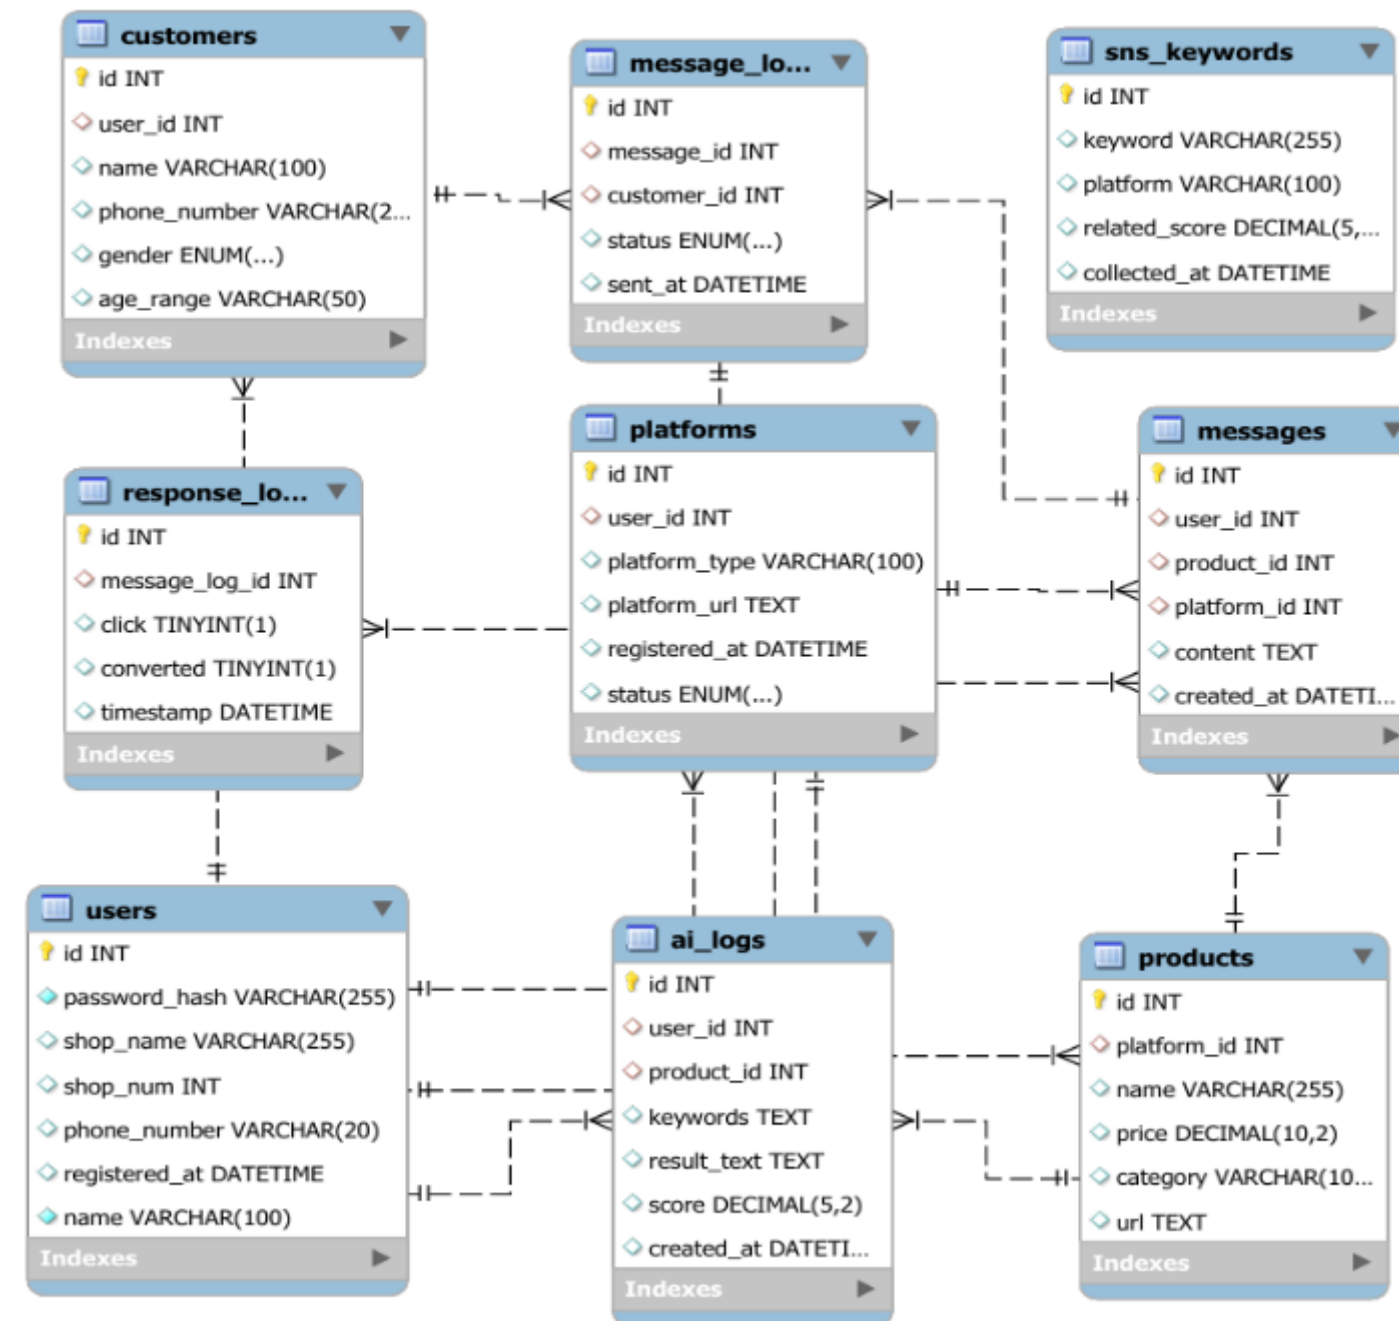 customers
id INT
user_id INT
name VARCHAR(100)
phone_number VARCHAR(2...
gender ENUM(...)
age_range VARCHAR(50)
Indexes
message_lo...
id INT
message_id INT
customer_id INT
status ENUM(...)
sent_at DATETIME
Indexes
sns_keywords
id INT
keyword VARCHAR(255)
platform VARCHAR(100)
related_score DECIMAL(5,...
collected_at DATETIME
Indexes
response_lo...
id INT
message_log_id INT
click TINYINT(1)
converted TINYINT(1)
timestamp DATETIME
Indexes
platforms
id INT
user_id INT
platform_type VARCHAR(100)
platform_url TEXT
registered_at DATETIME
status ENUM(...)
Indexes
messages
id INT
user_id INT
product_id INT
platform_id INT
content TEXT
created_at DATETI...
Indexes
users
id INT
password_hash VARCHAR(255)
shop_name VARCHAR(255)
shop_num INT
phone_number VARCHAR(20)
registered_at DATETIME
name VARCHAR(100)
Indexes
ai_logs
id INT
user_id INT
product_id INT
keywords TEXT
result_text TEXT
score DECIMAL(5,2)
created_at DATETI...
Indexes
products
id INT
platform_id INT
name VARCHAR(255)
price DECIMAL(10,2)
category VARCHAR(10...
url TEXT
Indexes